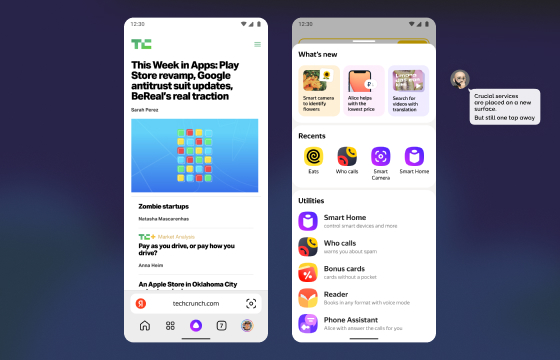 12:30
TC
This Week in Apps: Play
Store revamp, Google
antitrust suit updates,
BeReal's real traction
Sarah Perez
Zombie startups
Natasha Mascarenhas
TC+ Market Analysis
Pay as you drive, or pay how you
drive?
Anna Heim
An Apple Store in Oklahoma City
Я
techcrunch.com
7
12:30
What's new
Smart camera
to identify
flowers
Alice helps
with the
lowest price
Search for
videos with
translation
Recents
Eats
Who calls
Smart
Camera
Smart Home
Utilities
Smart Home
control smart devices and more
Who calls
warns you about spam
Bonus cards
cards without a pocket
Reader
Books in any format with voice mode
Phone Assistant
Alice with answer the calls for you
Crucial services
are placed on a new
surface.
But still one tap away